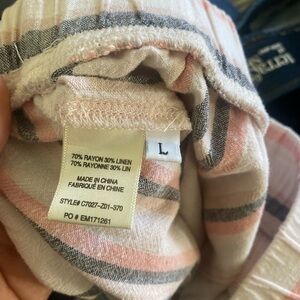 70% RAYON 30% LINEN
70% RAYONNE 30% LIN
MADE IN CHINA
FABRIQUÉ EN CHINE
STYLE# C7027-Z01-370
PO # EM171261
L